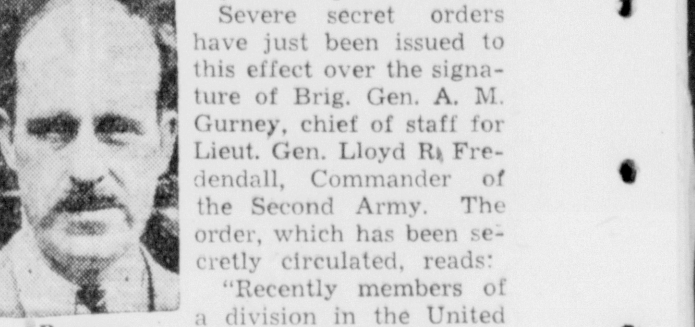 Severe secret orders
have just been issued to
this effect over the signa-
ture of Brig. Gen. A. M.
Gurney, chief of staff for
Lieut. Gen. Lloyd R. Fre-
dendall, Commander of
the Second Army. The
order, which has been se-
cretly circulated, reads:
"Recently members of
a division in the United